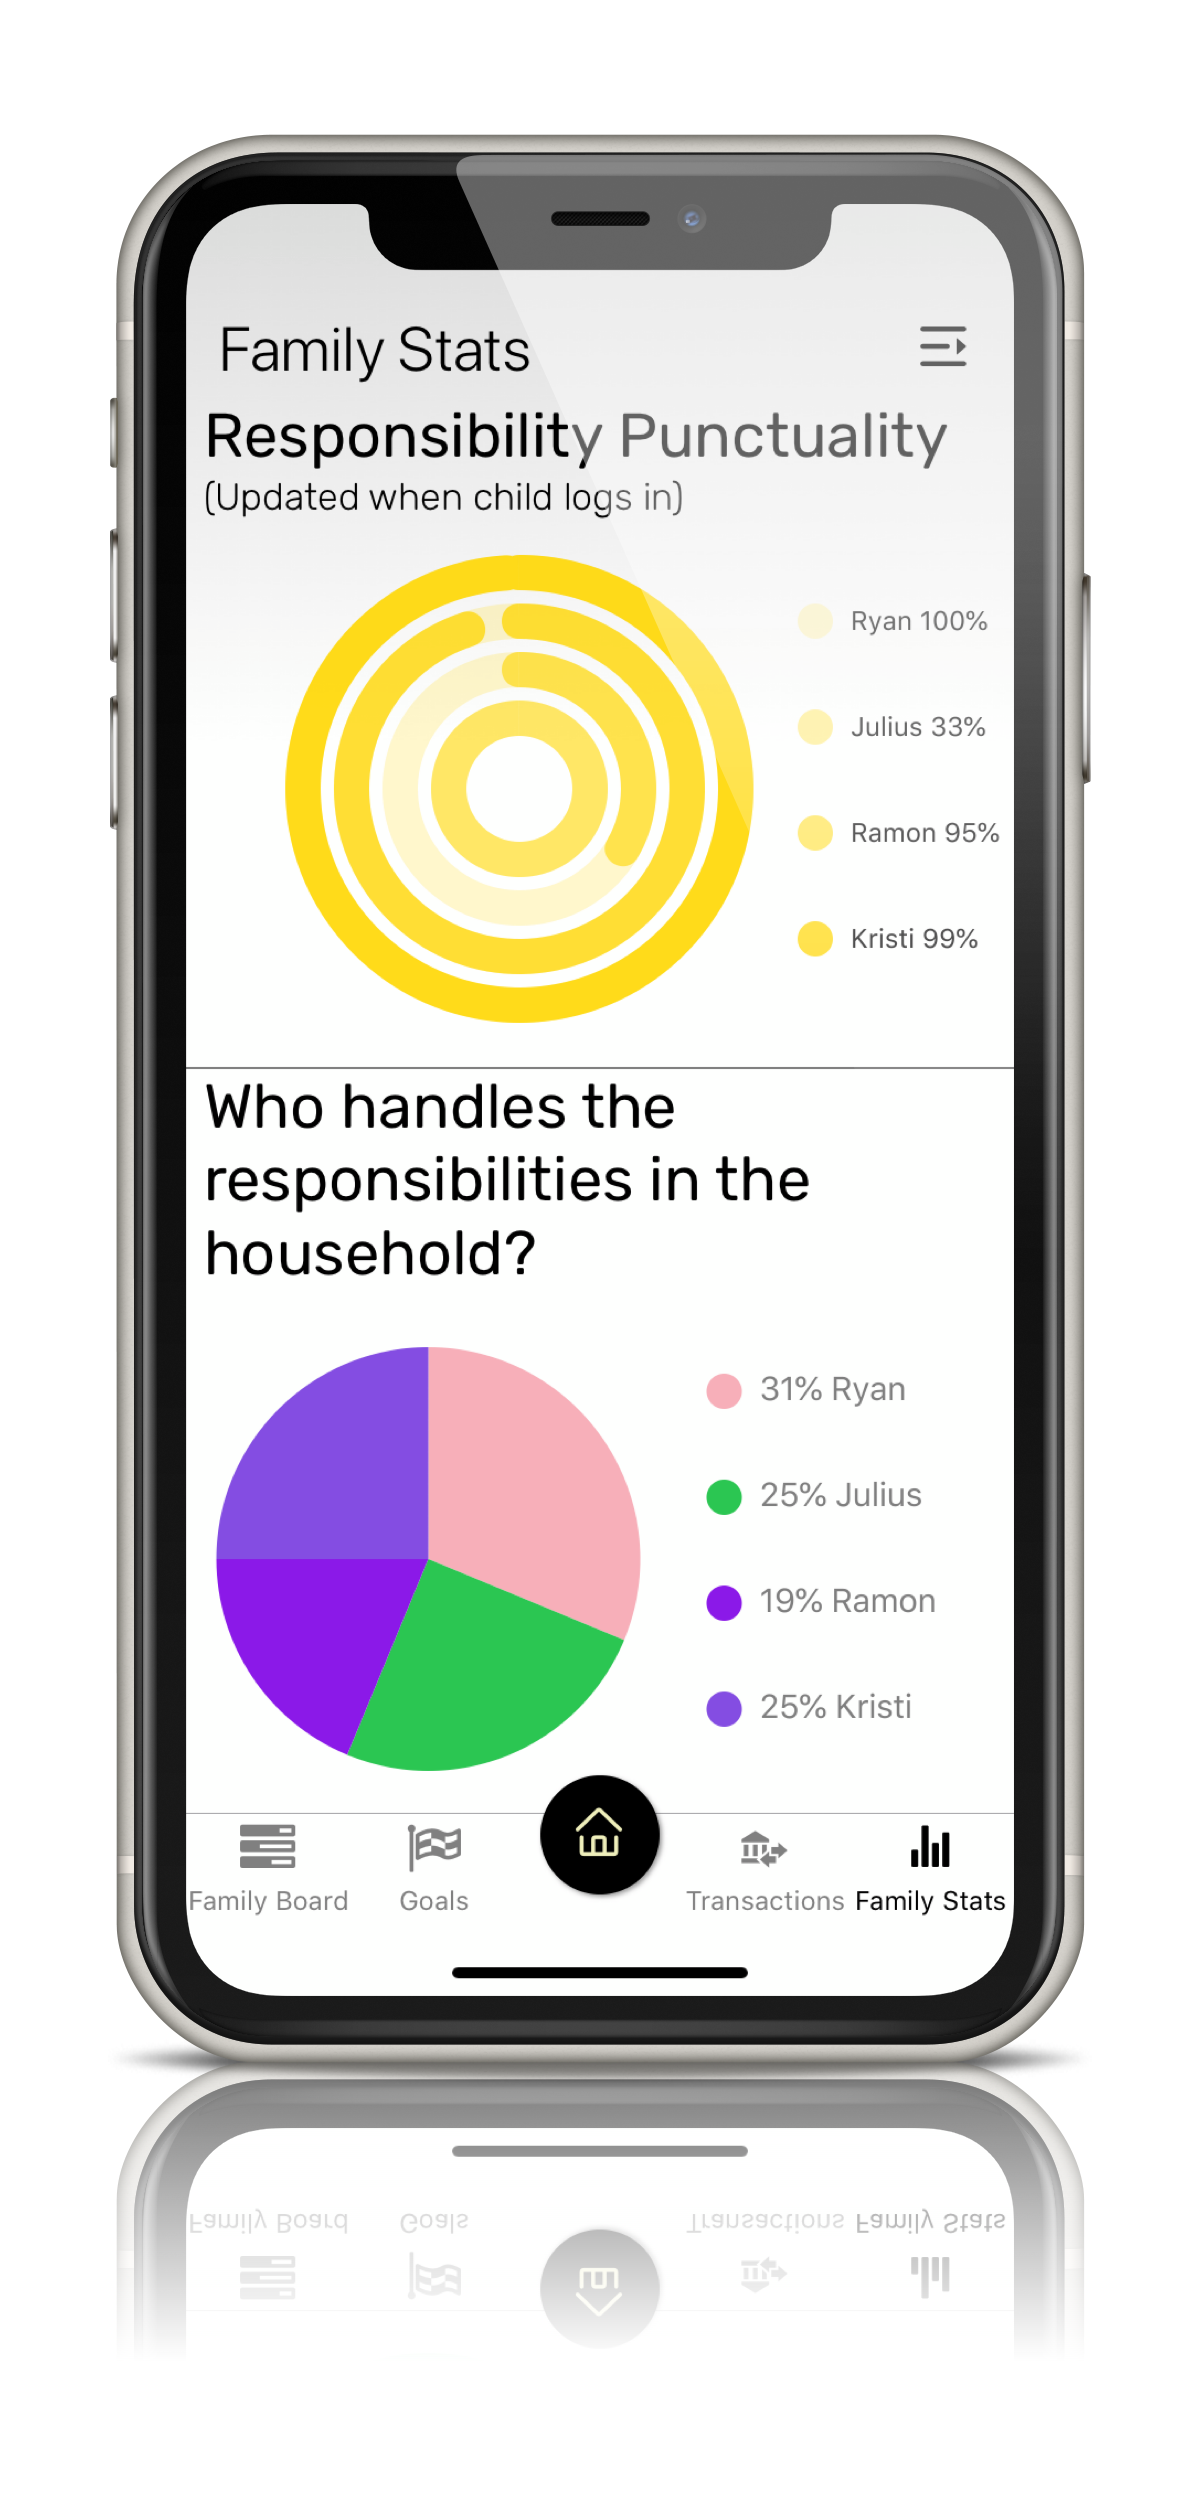 Family Stats
Responsibility Punctuality
(Updated when child logs in)
Ryan 100%
Julius 33%
Ramon 95%
Kristi 99%
Who handles the
responsibilities in the
household?
31% Ryan
25% Julius
19% Ramon
25% Kristi
Family Board
Goals
Transactions
Family Stats